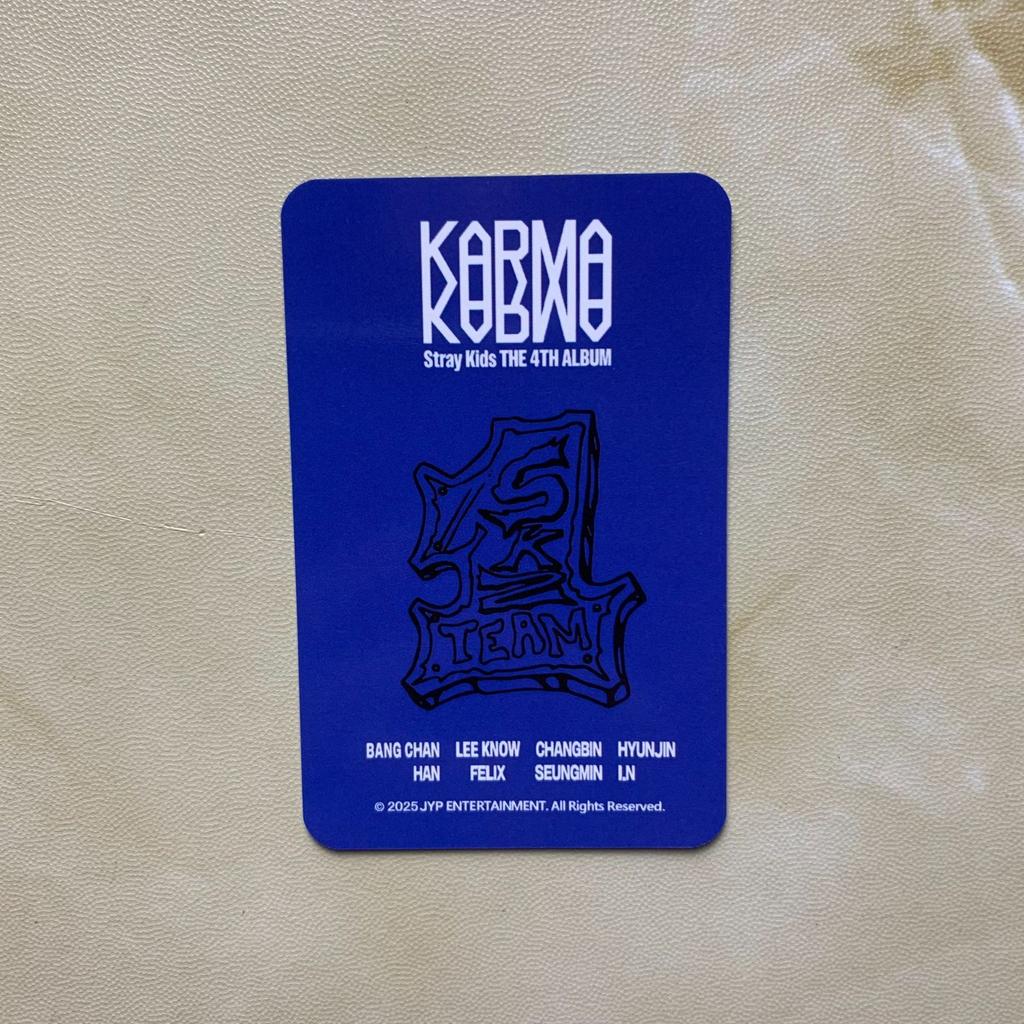 KARMA
Stray Kids THE 4TH ALBUM
SKZ
TEAM
BANG CHAN LEE KNOW CHANGBIN HYUNJIN
HAN FELIX SEUNGMIN I.N
© 2025 JYP ENTERTAINMENT. All Rights Reserved.